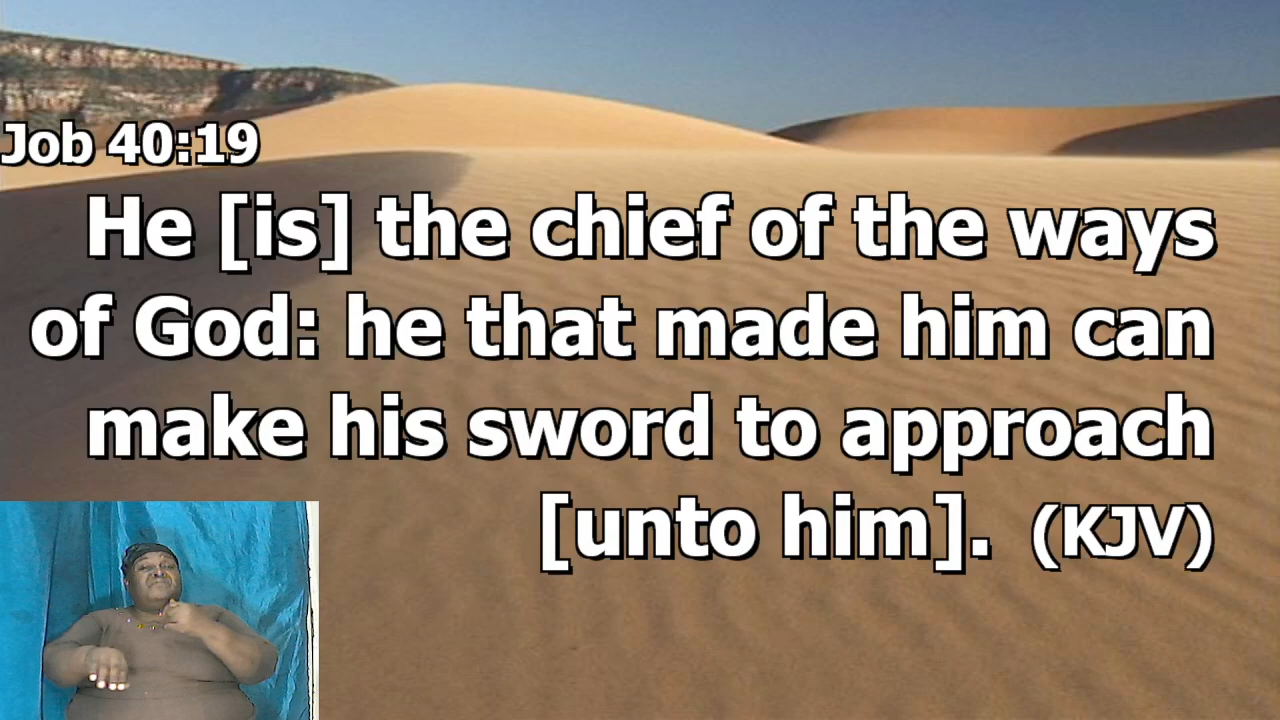 Job 40:19
He [is] the chief of the ways
of God: he that made him can
make his sword to approach
[unto him]. (KJV)